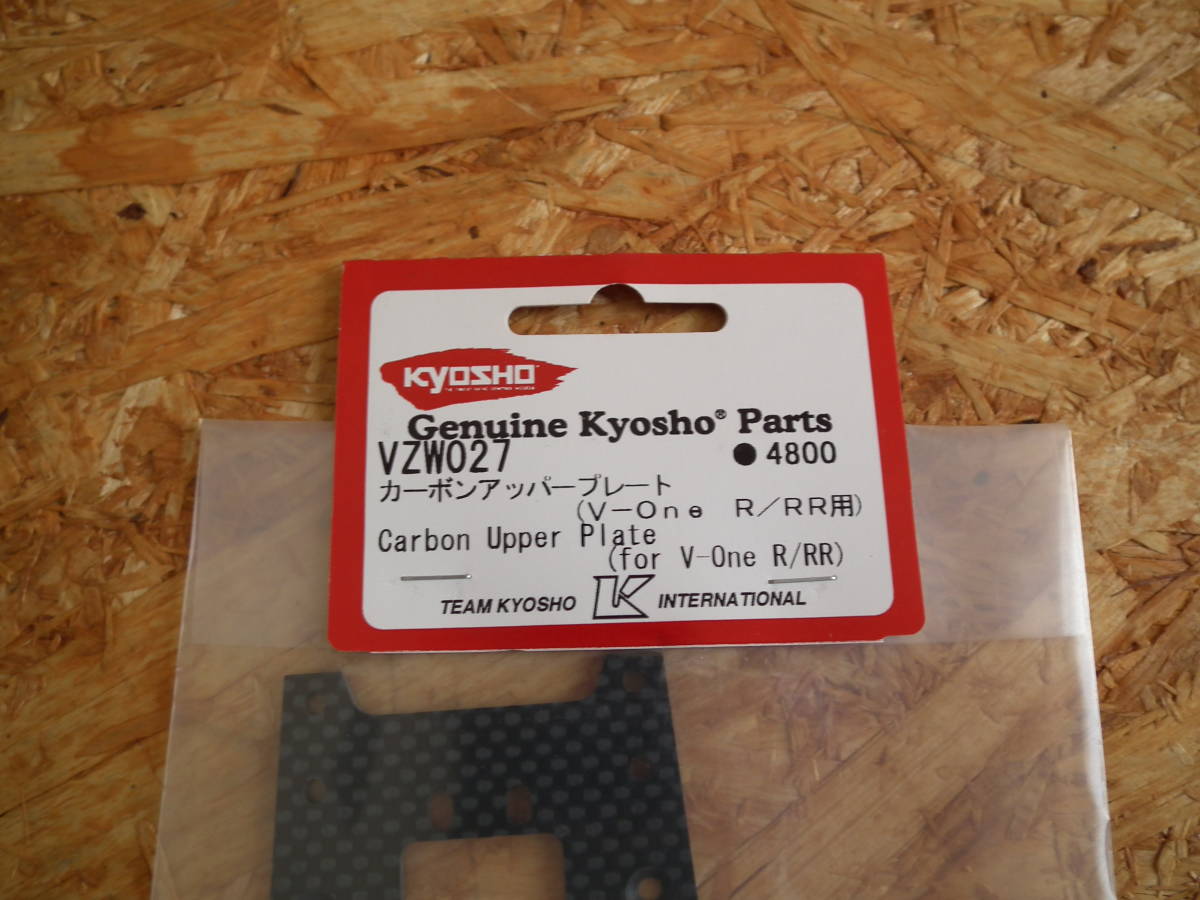 KYOSHO
Genuine Kyosho® Parts
VZW027 ●4800
カーボンアッパープレート
(V−One R/RR用)
Carbon Upper Plate
(for V-One R/RR)
TEAM KYOSHO K INTERNATIONAL